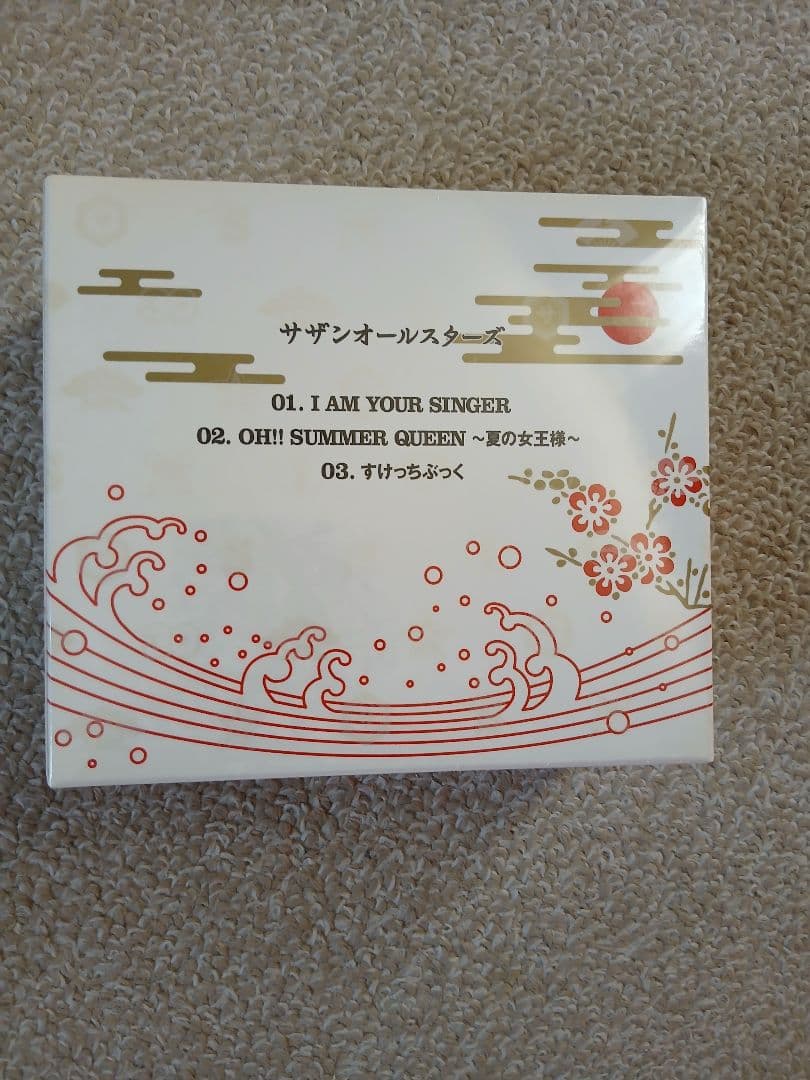 サザンオールスターズ
01. I AM YOUR SINGER
02. OH!! SUMMER QUEEN ～夏の女王様～
03. すけっちぶっく